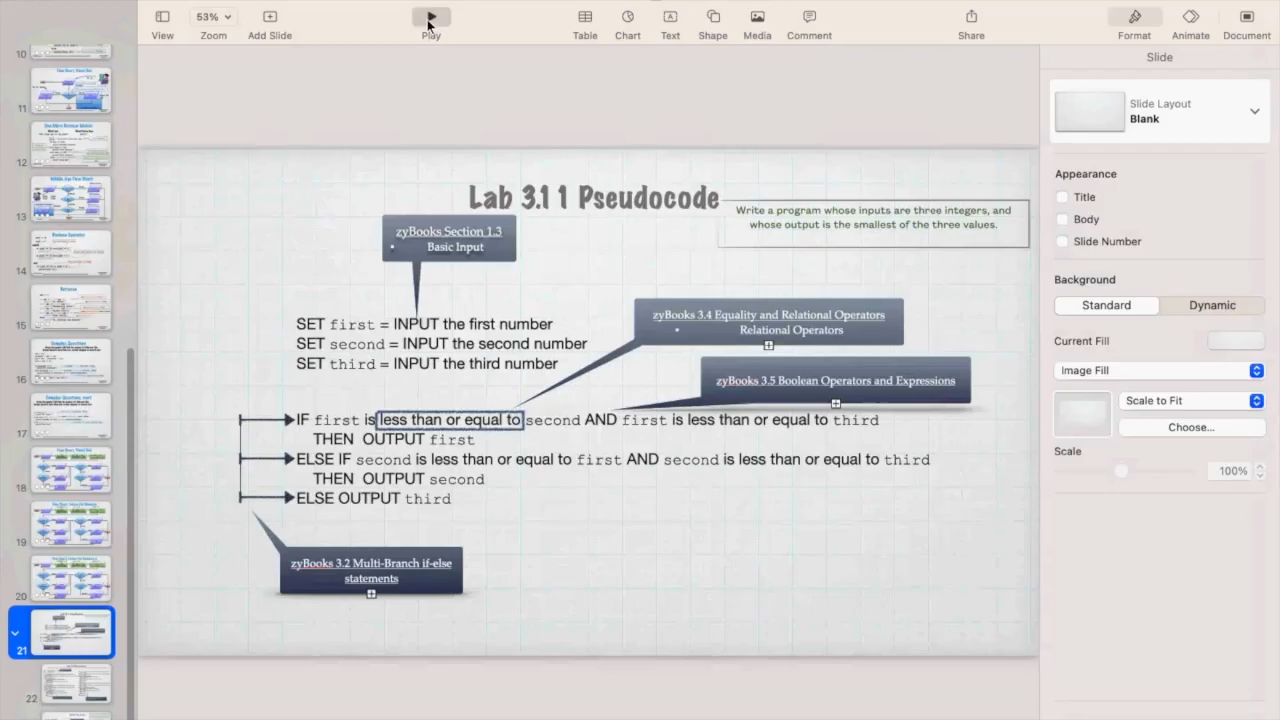 53%
View
Zoom
Add Slide
Play
Table
Chart
Text
Shape
Media
Comment
Share
Format
Animate
Document
10
11
12
13
14
15
16
17
18
19
20
21
22
Lab 3.11 Pseudocode
Write a program whose inputs are three integers, and
whose output is the smallest of the three values.
zyBooks Section 1.3
• Basic Input
SET first = INPUT the first number
SET second = INPUT the second number
SET third = INPUT the third number
zyBooks 3.4 Equality and Relational Operators
• Relational Operators
zyBooks 3.5 Boolean Operators and Expressions
IF first is less than or equal to second AND first is less than or equal to third
THEN OUTPUT first
ELSE IF second is less than or equal to first AND second is less than or equal to third
THEN OUTPUT second
ELSE OUTPUT third
zyBooks 3.2 Multi-Branch if-else
statements
Slide
Slide Layout
Blank
Appearance
Title
Body
Slide Number
Background
Standard
Dynamic
Current Fill
Image Fill
Scale to Fit
Choose...
Scale
100%